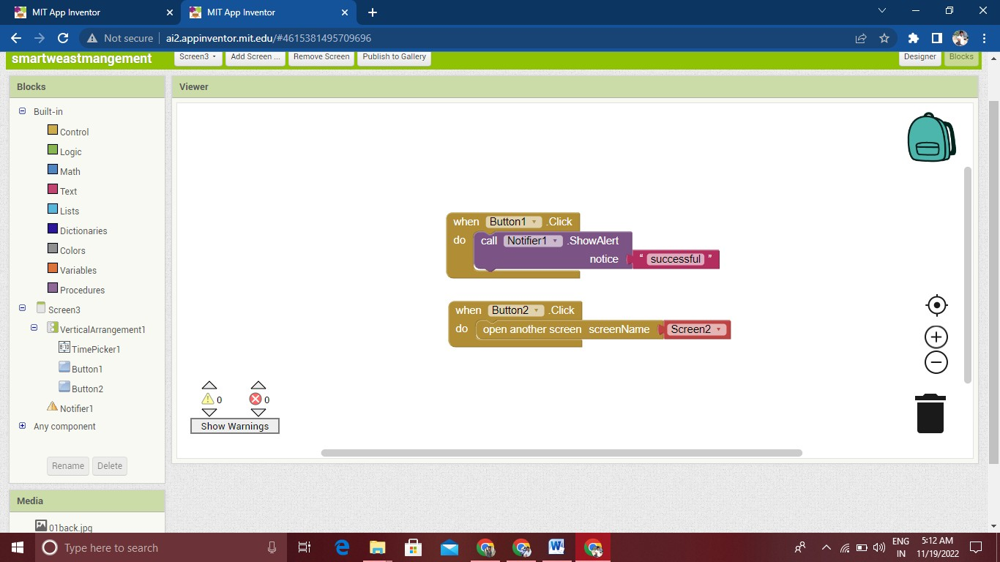 MIT App Inventor
MIT App Inventor
Not secure
ai2.appinventor.mit.edu/#4615381495709696
smartweastmangement
Screen3
Add Screen ...
Remove Screen
Publish to Gallery
Designer
Blocks
Blocks
Viewer
Built-in
Control
Logic
Math
Text
Lists
Dictionaries
Colors
Variables
Procedures
Screen3
VerticalArrangement1
TimePicker1
Button1
Button2
Notifier1
Any component
Rename
Delete
Media
01back.jpg
when Button1 .Click
do call Notifier1 .ShowAlert
notice " successful "
when Button2 .Click
do open another screen screenName Screen2
0
0
Show Warnings
Type here to search
ENG
IN
5:12 AM
11/19/2022